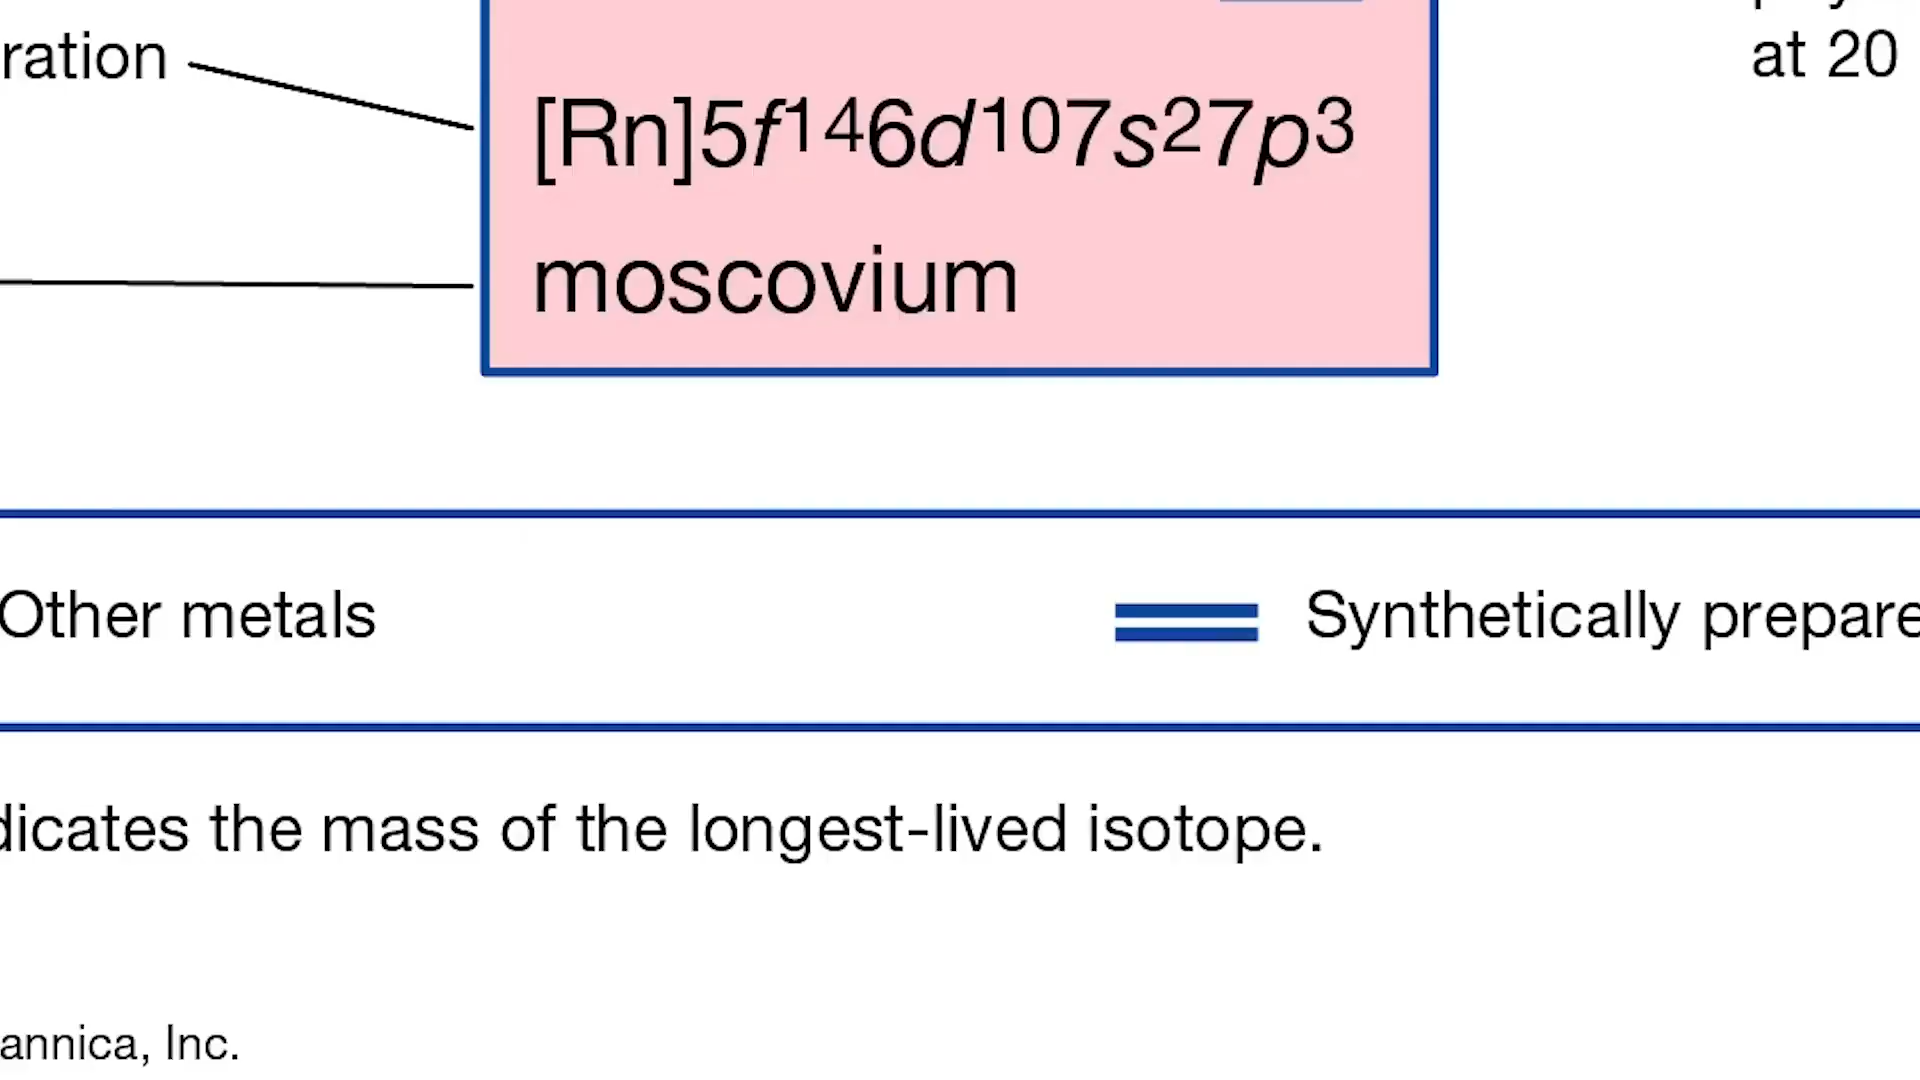 ration
at 20
[Rn]5f¹⁴6d¹⁰7s²7p³
moscovium
Other metals
Synthetically prepare
dicates the mass of the longest-lived isotope.
annica, Inc.